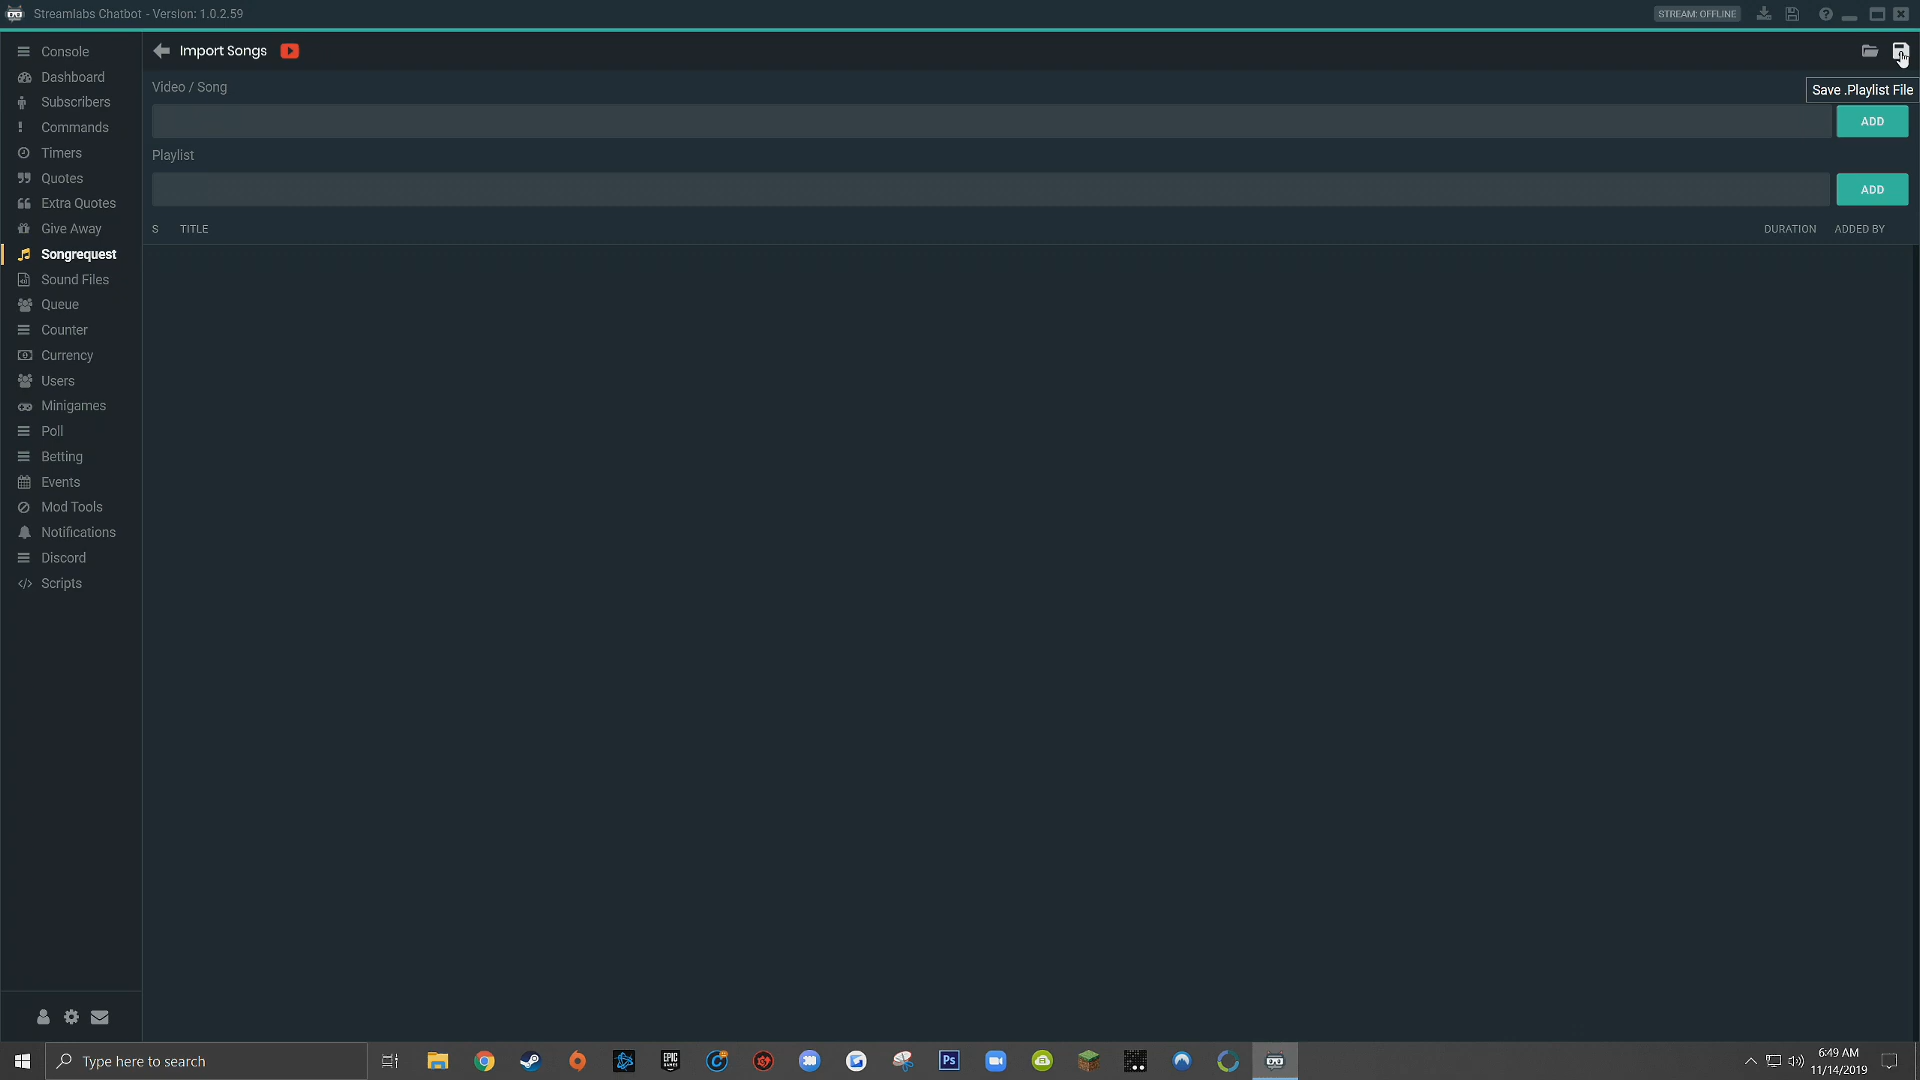 Streamlabs Chatbot - Version: 1.0.2.59
STREAM: OFFLINE
Import Songs
Save .Playlist File
Video / Song
ADD
Playlist
ADD
S TITLE DURATION ADDED BY
Console
Dashboard
Subscribers
Commands
Timers
Quotes
Extra Quotes
Give Away
Songrequest
Sound Files
Queue
Counter
Currency
Users
Minigames
Poll
Betting
Events
Mod Tools
Notifications
Discord
Scripts
Type here to search
EPIC GAMES
Ps
6:49 AM
11/14/2019